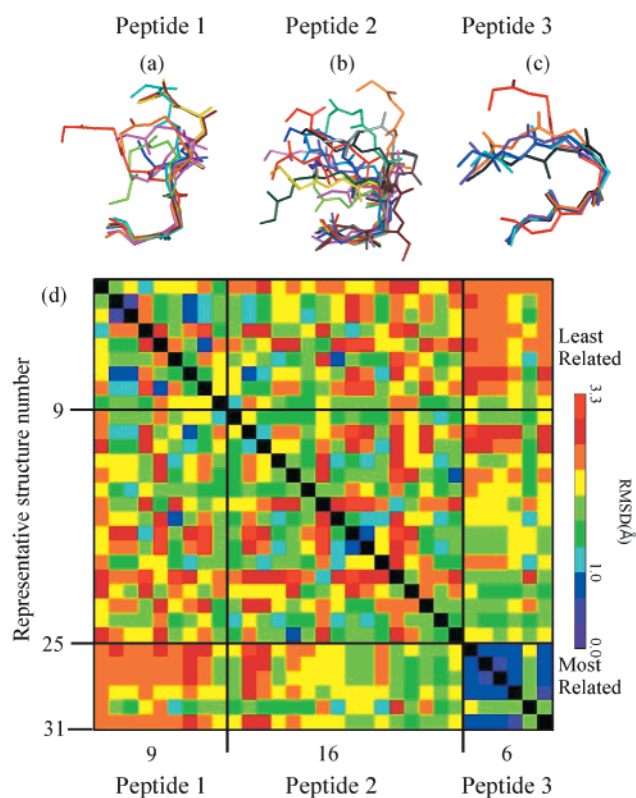 Peptide 1 Peptide 2 Peptide 3
(a) (b) (c)
(d)
Least
Related
9
3.3
RMSD(Å)
1.0
0.0
Representative structure number
25
Most
Related
31
9 16 6
Peptide 1 Peptide 2 Peptide 3